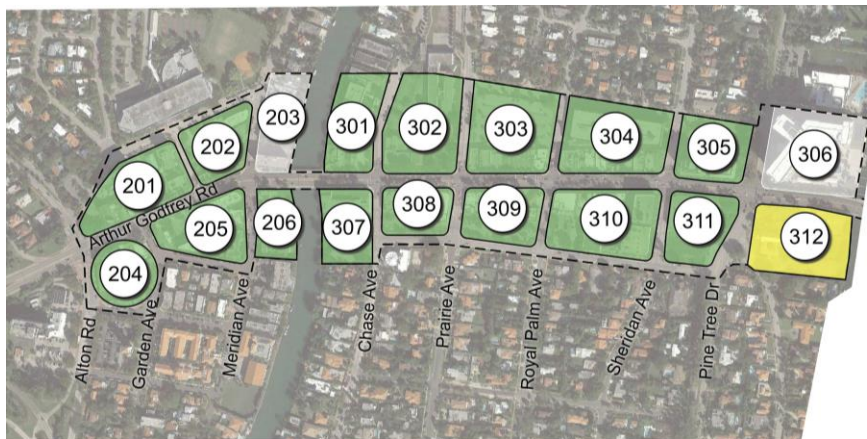 203
301
302
303
304
305
306
202
201
Arthur Godfrey Rd
204
205
206
307
308
309
310
311
312
Alton Rd
Garden Ave
Meridian Ave
Chase Ave
Prairie Ave
Royal Palm Ave
Sheridan Ave
Pine Tree Dr